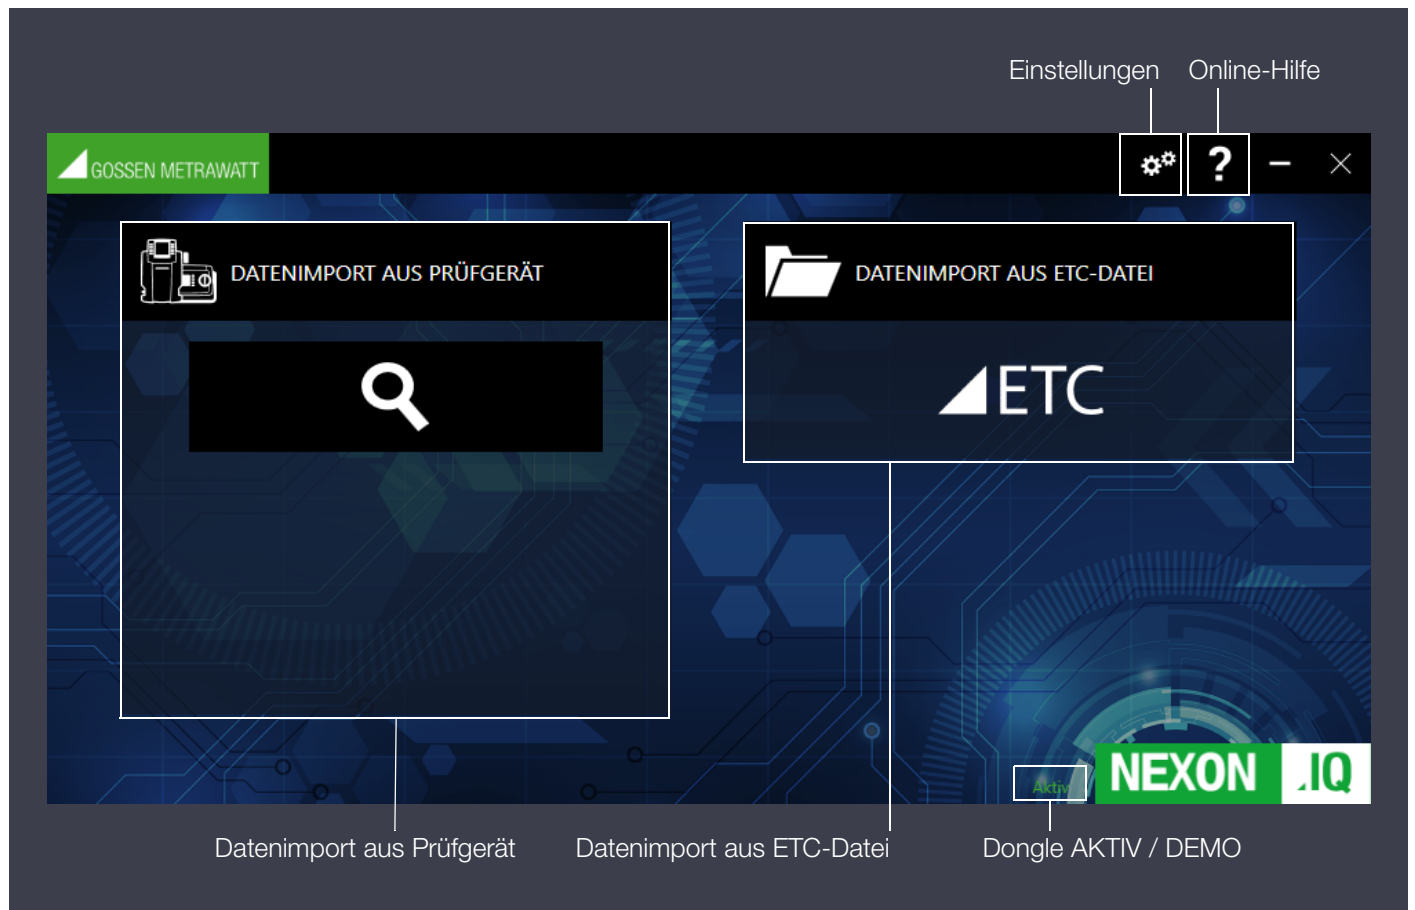 Einstellungen Online-Hilfe
GOSSEN METRAWATT
?
DATENIMPORT AUS PRÜFGERÄT
DATENIMPORT AUS ETC-DATEI
ETC
Aktiv
NEXON .IQ
Datenimport aus Prüfgerät Datenimport aus ETC-Datei Dongle AKTIV / DEMO